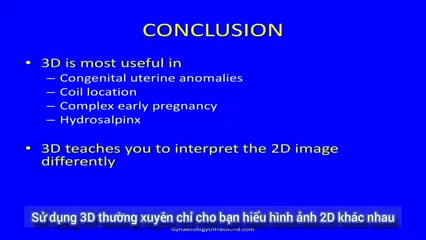 CONCLUSION
• 3D is most useful in
– Congenital uterine anomalies
– Coil location
– Complex early pregnancy
– Hydrosalpinx
• 3D teaches you to interpret the 2D image
differently
Sử dụng 3D thường xuyên chỉ cho bạn hiểu hình ảnh 2D khác nhau
GynaecologyUltrasound.com